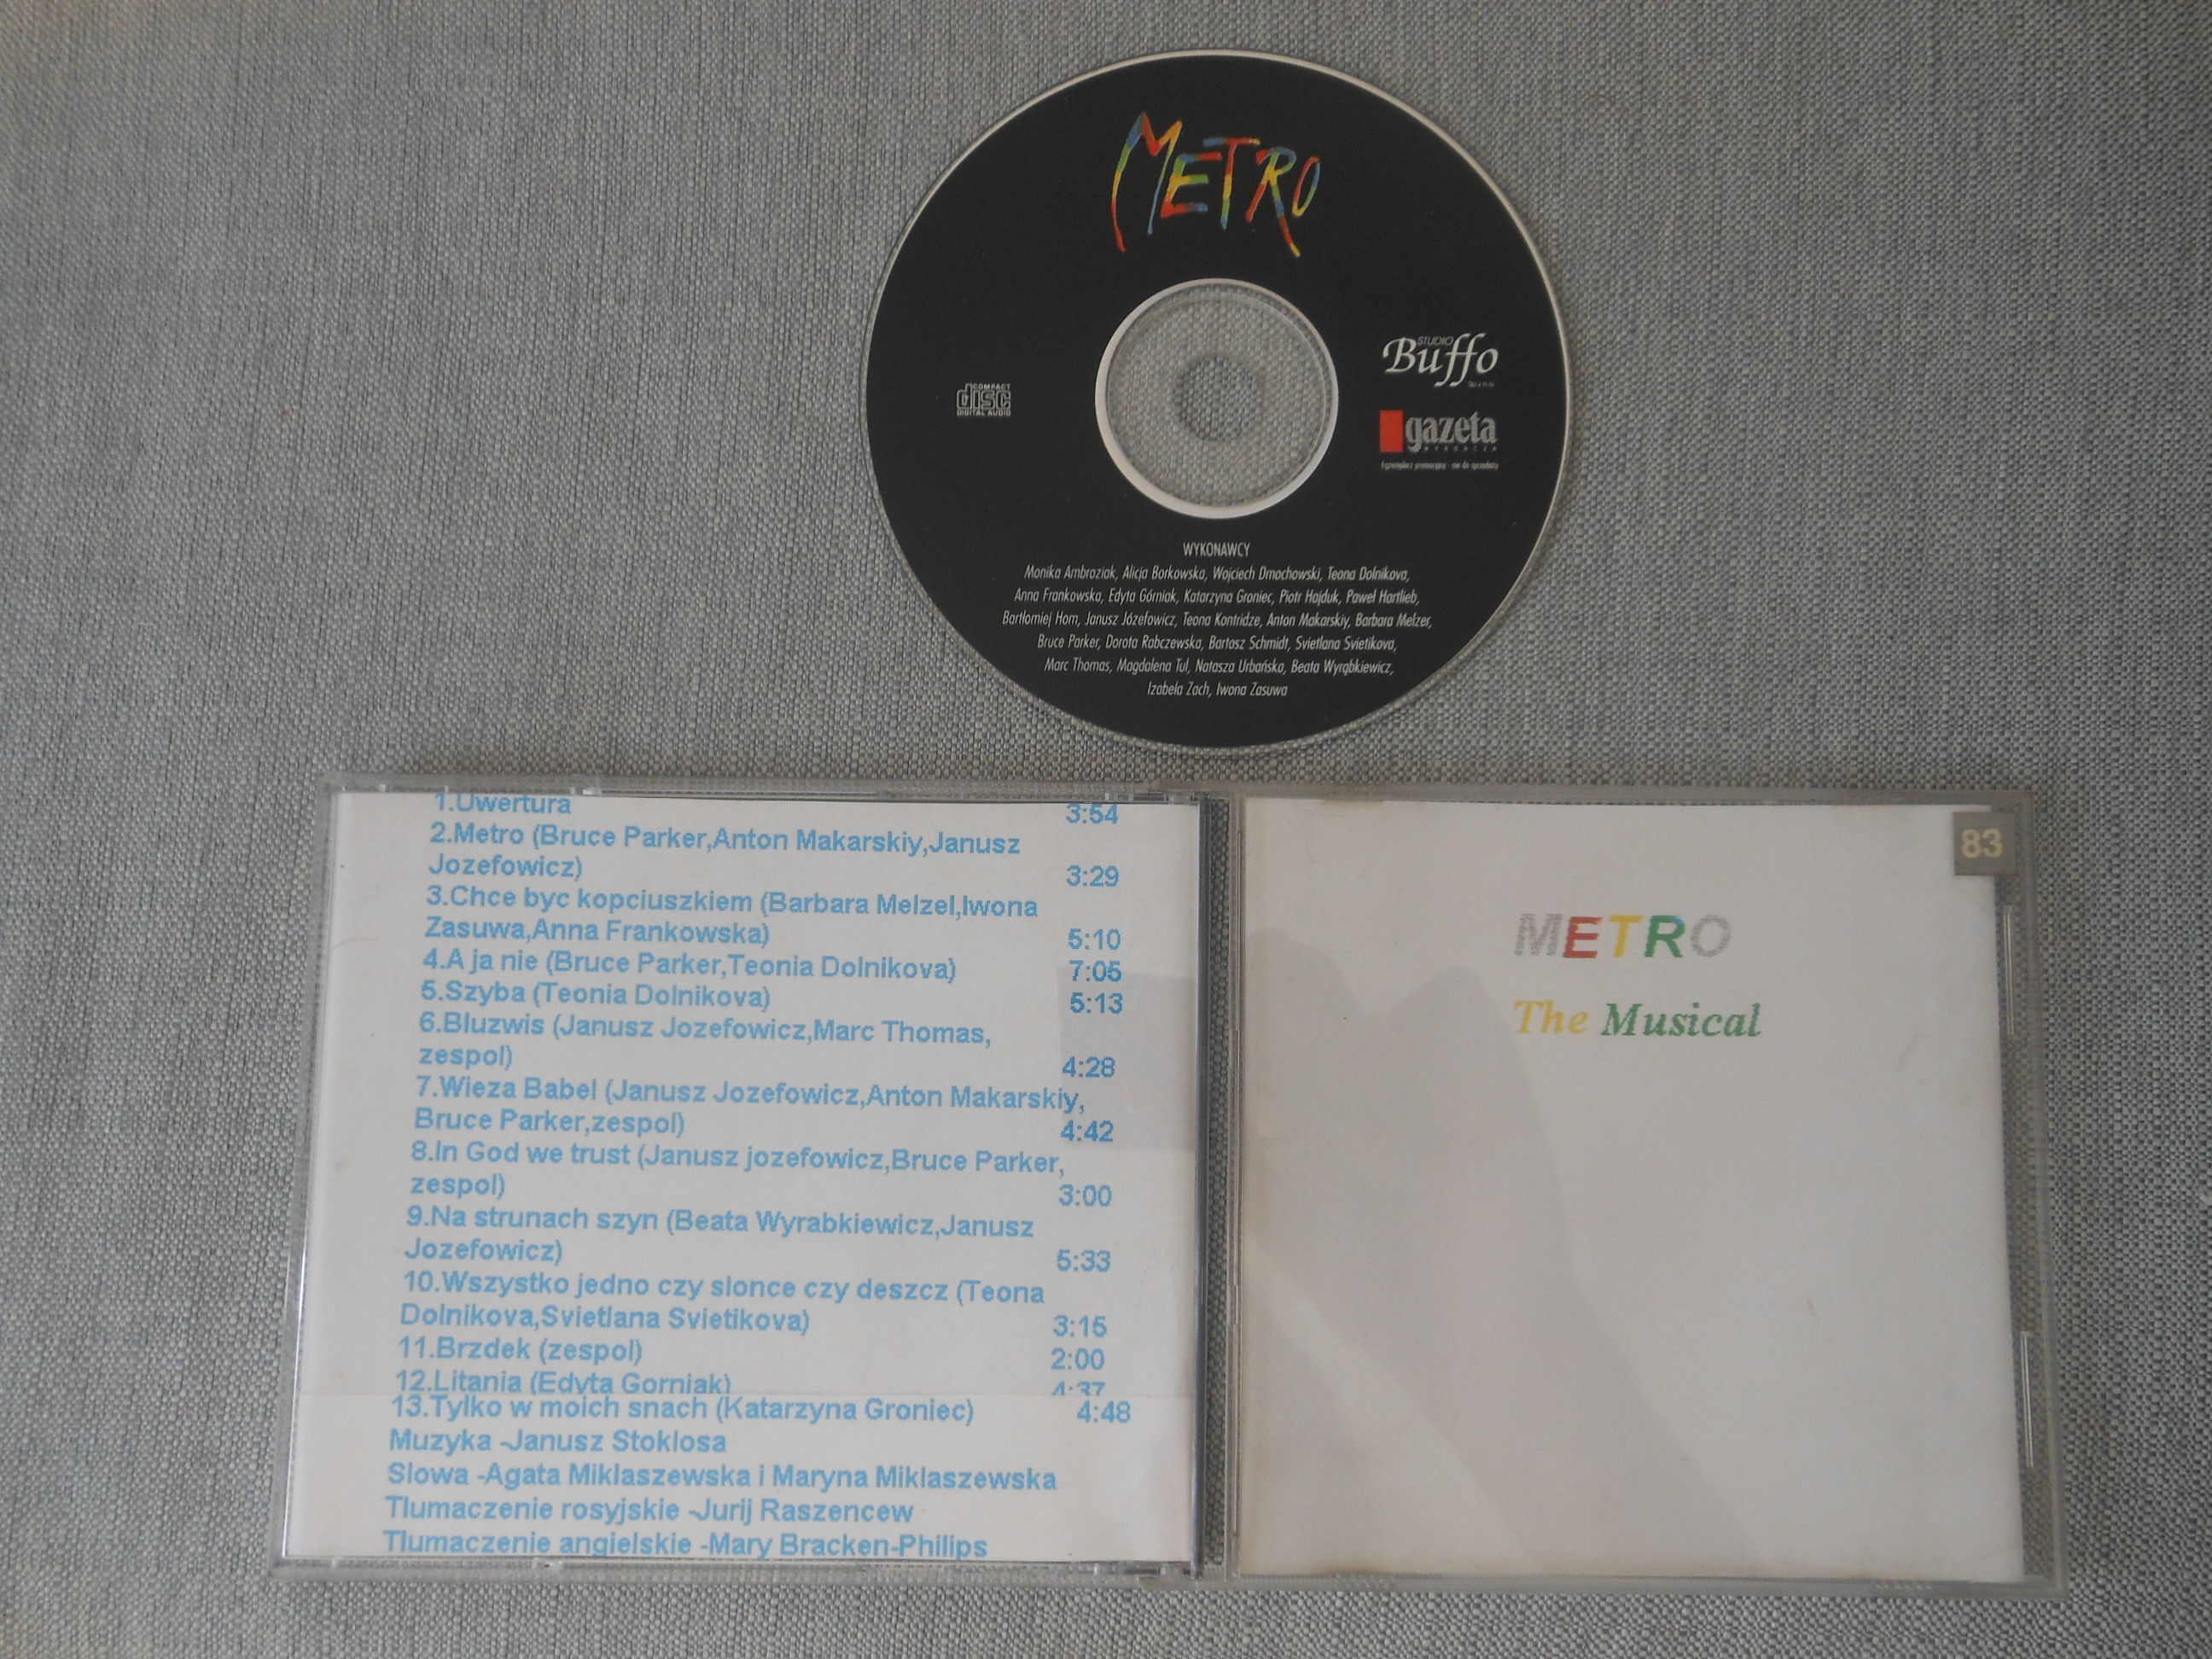 METRO
STUDIO
Buffo
COMPACT
disc
DIGITAL AUDIO
gazeta
WYBORCZA
Egzemplarz promocyjny - nie do sprzedaży
WYKONAWCY
Monika Ambroziak, Alicja Borkowska, Wojciech Dmochowski, Teona Dolnikova,
Anna Frankowska, Edyta Górniak, Katarzyna Groniec, Piotr Hajduk, Paweł Hartlieb,
Bartłomiej Hom, Janusz Józefowicz, Teona Kontridze, Anton Makarskiy, Barbara Melzer,
Bruce Parker, Dorota Rabczewska, Bartosz Schmidt, Svietlana Svietikova,
Marc Thomas, Magdalena Tul, Natasza Urbańska, Beata Wyrąbkiewicz,
Izabela Zach, Iwona Zasuwa
1.Uwertura 3:54
2.Metro (Bruce Parker,Anton Makarskiy,Janusz
Jozefowicz) 3:29
3.Chce byc kopciuszkiem (Barbara Melzel,Iwona
Zasuwa,Anna Frankowska) 5:10
4.A ja nie (Bruce Parker,Teonia Dolnikova) 7:05
5.Szyba (Teonia Dolnikova) 5:13
6.Bluzwis (Janusz Jozefowicz,Marc Thomas,
zespol) 4:28
7.Wieza Babel (Janusz Jozefowicz,Anton Makarskiy,
Bruce Parker,zespol) 4:42
8.In God we trust (Janusz jozefowicz,Bruce Parker,
zespol) 3:00
9.Na strunach szyn (Beata Wyrabkiewicz,Janusz
Jozefowicz) 5:33
10.Wszystko jedno czy slonce czy deszcz (Teona
Dolnikova,Svietlana Svietikova) 3:15
11.Brzdek (zespol) 2:00
12.Litania (Edyta Gorniak) 4:37
13.Tylko w moich snach (Katarzyna Groniec) 4:48
Muzyka -Janusz Stoklosa
Slowa -Agata Miklaszewska i Maryna Miklaszewska
Tlumaczenie rosyjskie -Jurij Raszencew
Tlumaczenie angielskie -Mary Bracken-Philips
83
METRO
The Musical